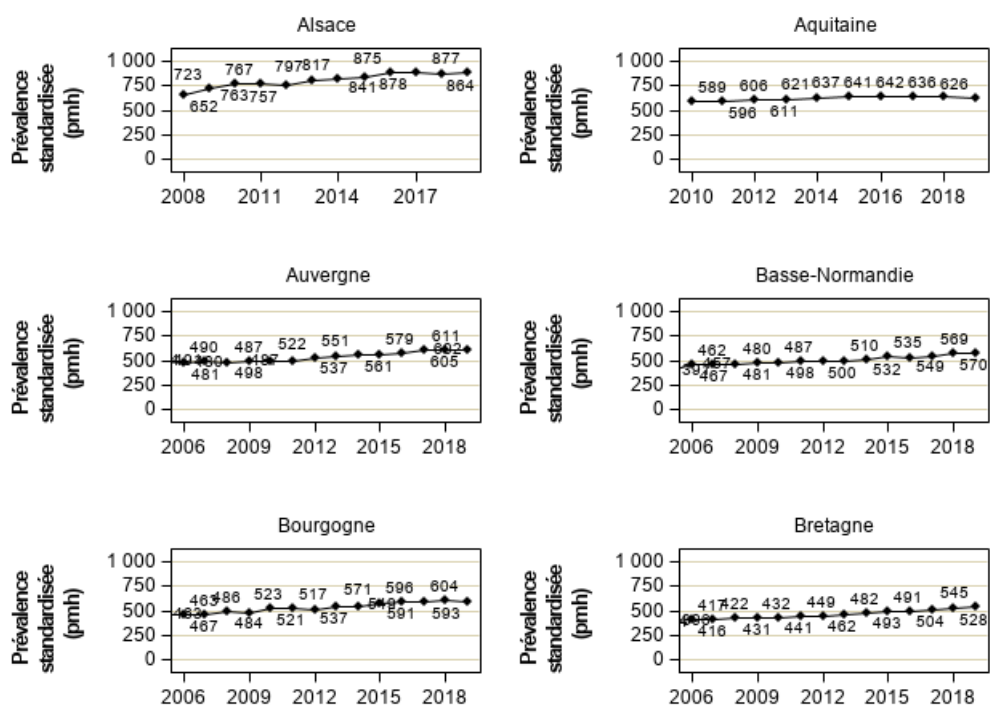 Alsace
Prévalence
standardisée
(pmh)
1 000
750
500
250
0
723 767 797 817 875 877
652 763 757 841 878 864
2008 2011 2014 2017
Aquitaine
Prévalence
standardisée
(pmh)
1 000
750
500
250
0
589 606 621 637 641 642 636 626
596 611
2010 2012 2014 2016 2018
Auvergne
Prévalence
standardisée
(pmh)
1 000
750
500
250
0
490 487 522 551 579 611
487 602
481 498 537 561 605
2006 2009 2012 2015 2018
Basse-Normandie
Prévalence
standardisée
(pmh)
1 000
750
500
250
0
462 480 487 510 535 569
467 481 498 500 532 549 570
2006 2009 2012 2015 2018
Bourgogne
Prévalence
standardisée
(pmh)
1 000
750
500
250
0
463 486 523 517 571 596 604
467 484 521 537 591 593
2006 2009 2012 2015 2018
Bretagne
Prévalence
standardisée
(pmh)
1 000
750
500
250
0
417 422 432 449 482 491 545
416 431 441 462 493 504 528
2006 2009 2012 2015 2018